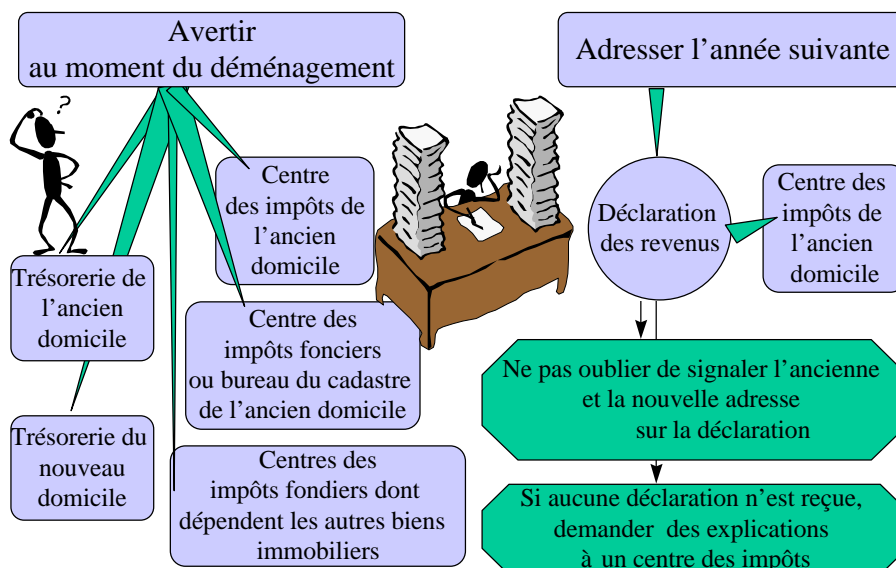 Avertir
au moment du déménagement
?
Centre
des impôts de
l’ancien
domicile
Trésorerie de
l’ancien
domicile
Centre des
impôts fonciers
ou bureau du cadastre
de l’ancien domicile
Trésorerie du
nouveau
domicile
Centres des
impôts fondiers dont
dépendent les autres biens
immobiliers
Adresser l’année suivante
Déclaration
des revenus
Centre des
impôts de
l’ancien
domicile
Ne pas oublier de signaler l’ancienne
et la nouvelle adresse
sur la déclaration
Si aucune déclaration n’est reçue,
demander des explications
à un centre des impôts